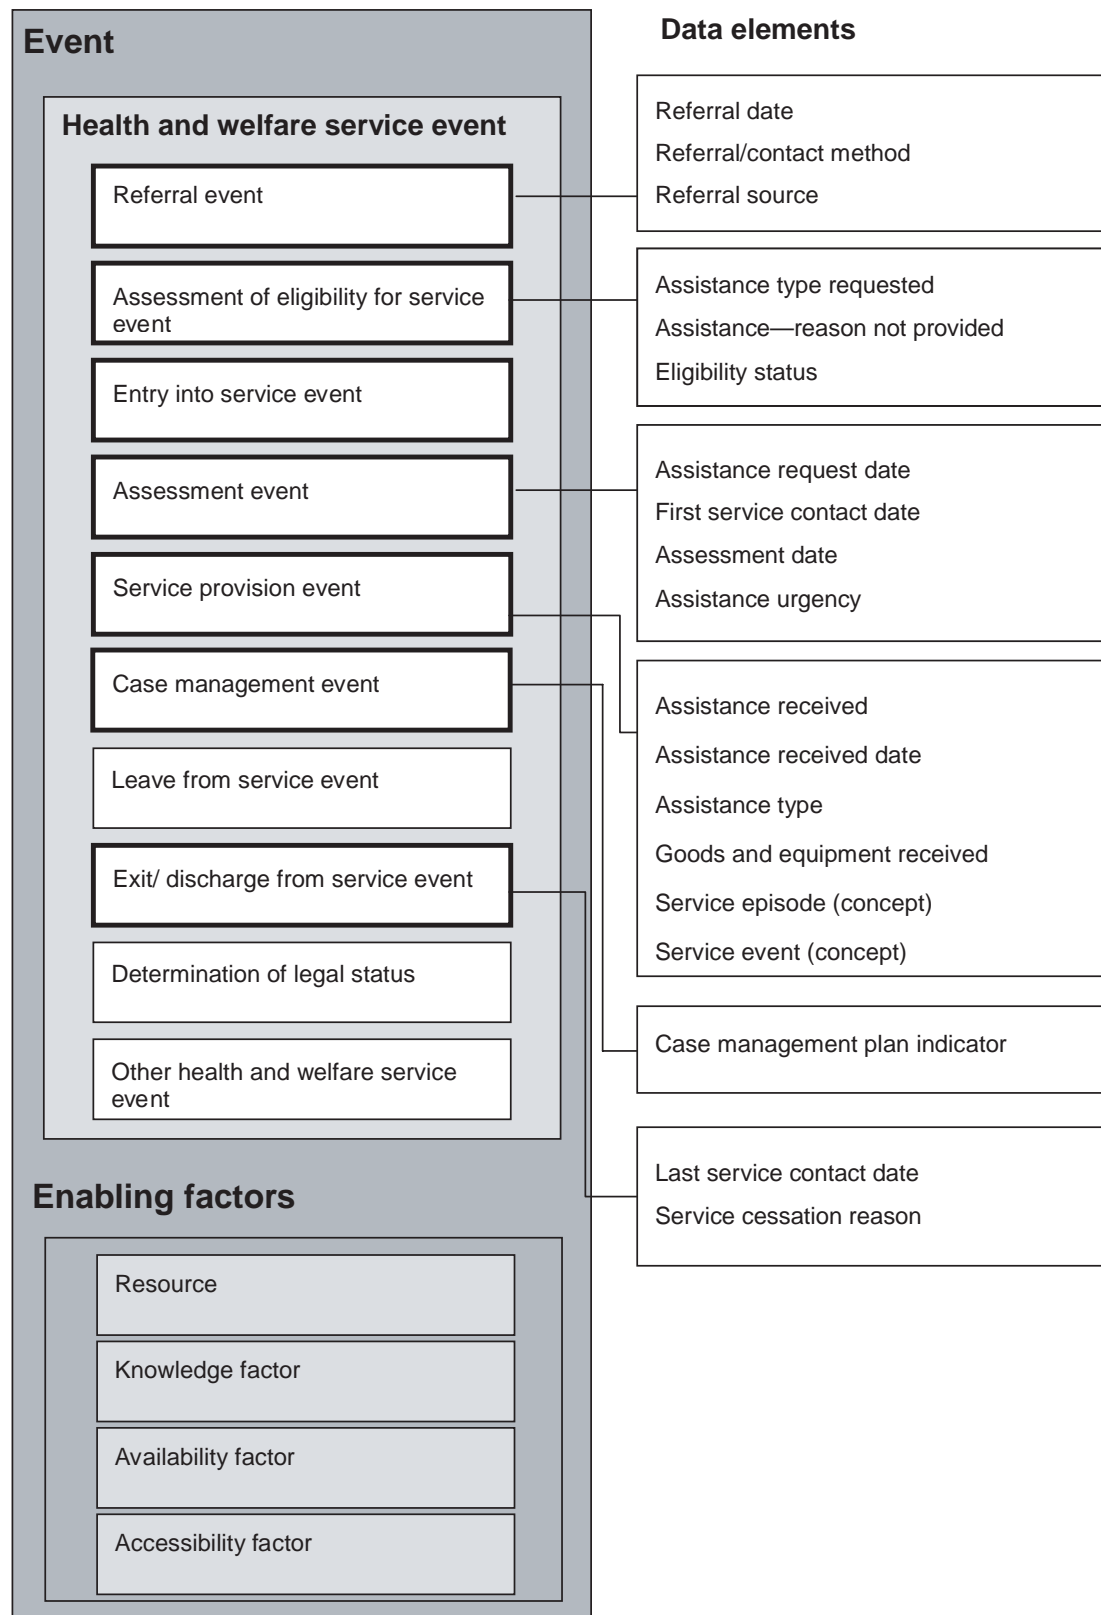 Event
Health and welfare service event
Referral event
Assessment of eligibility for service
event
Entry into service event
Assessment event
Service provision event
Case management event
Leave from service event
Exit/ discharge from service event
Determination of legal status
Other health and welfare service
event
Enabling factors
Resource
Knowledge factor
Availability factor
Accessibility factor
Data elements
Referral date
Referral/contact method
Referral source
Assistance type requested
Assistance—reason not provided
Eligibility status
Assistance request date
First service contact date
Assessment date
Assistance urgency
Assistance received
Assistance received date
Assistance type
Goods and equipment received
Service episode (concept)
Service event (concept)
Case management plan indicator
Last service contact date
Service cessation reason